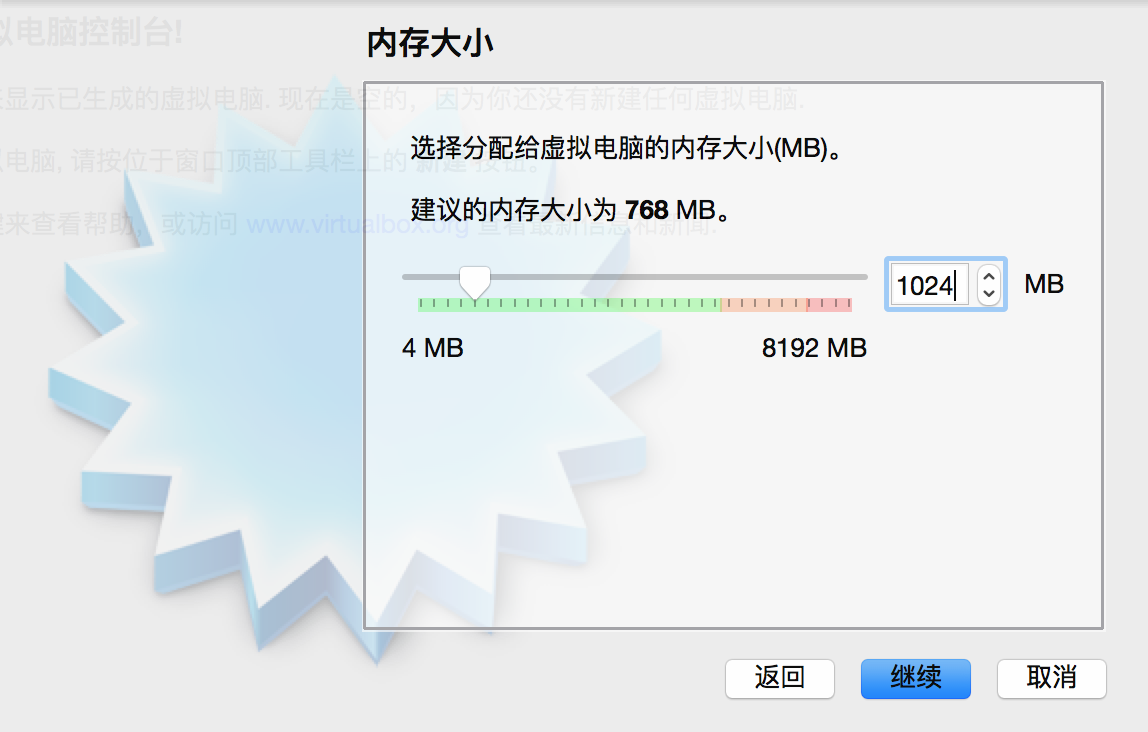 拟电脑控制台!
内存大小
来显示已生成的虚拟电脑. 现在是空的，因为你还没有新建任何虚拟电脑.
选择分配给虚拟电脑的内存大小(MB)。
拟电脑, 请按位于窗口顶部工具栏上的'新建'按钮。
建议的内存大小为 768 MB。
来查看帮助，或访问 www.virtualbox.org 查看最新信息和新闻.
1024 MB
4 MB 8192 MB
返回 继续 取消